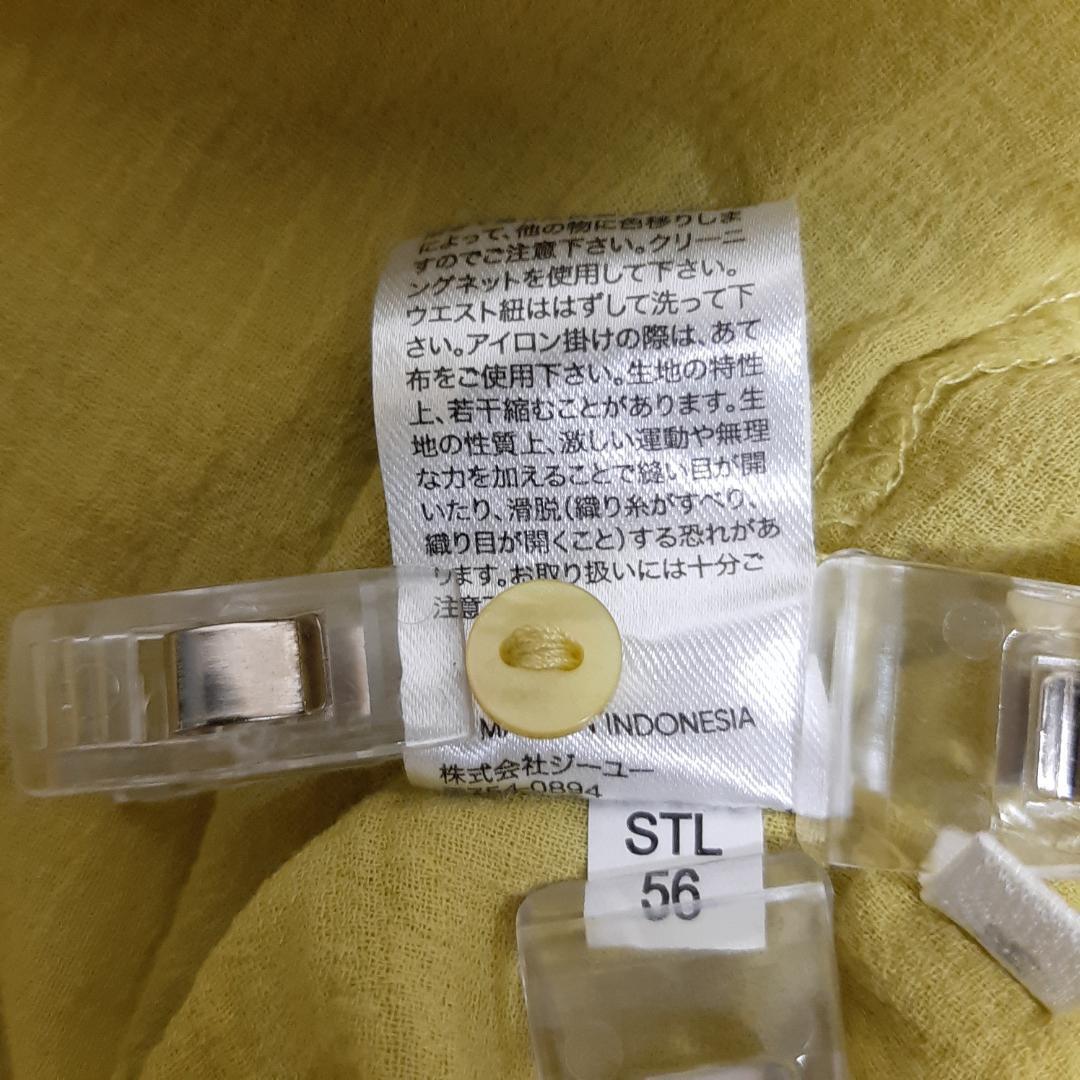 によって、他の物に色移りしま
すのでご注意下さい。クリーニ
ングネットを使用して下さい。
ウエスト紐ははずして洗って下
さい。アイロン掛けの際は、あて
布をご使用下さい。生地の特性
上、若干縮むことがあります。生
地の性質上、激しい運動や無理
な力を加えることで縫い目が開
いたり、滑脱(織り糸がすべり、
織り目が開くこと)する恐れがあ
ります。お取り扱いには十分ご
注意
INDONESIA
株式会社ジーユー
754-0894
STL
56